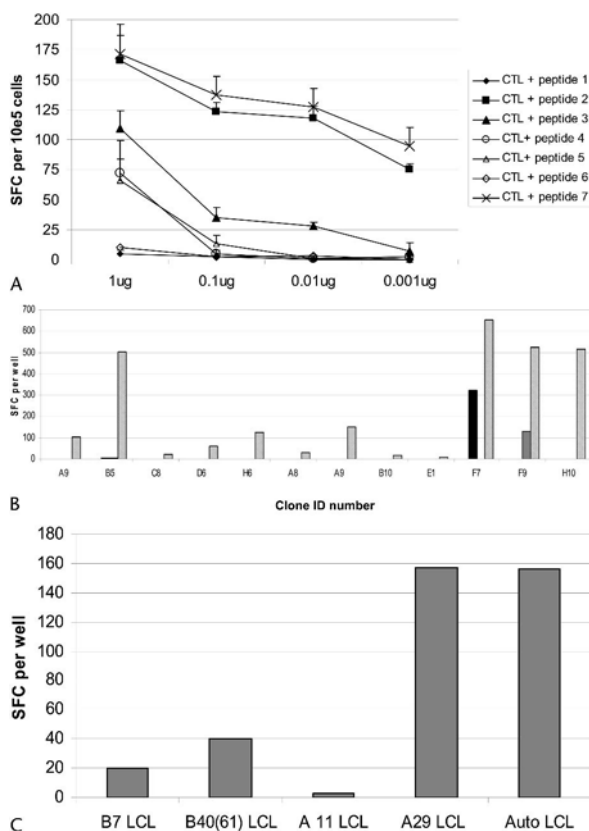 200
175
150
125
100
75
50
25
0
SFC per 10e5 cells
1ug 0.1ug 0.01ug 0.001ug
CTL + peptide 1
CTL + peptide 2
CTL + peptide 3
CTL+ peptide 4
CTL+ peptide 5
CTL + peptide 6
CTL + peptide 7
A
700
600
500
400
300
200
100
0
SFC per well
A9 B5 C8 D6 H6 A8 A9 B10 E1 F7 F9 H10
B
Clone ID number
180
160
140
120
100
80
60
40
20
0
SFC per well
B7 LCL B40(61) LCL A 11 LCL A29 LCL Auto LCL
C